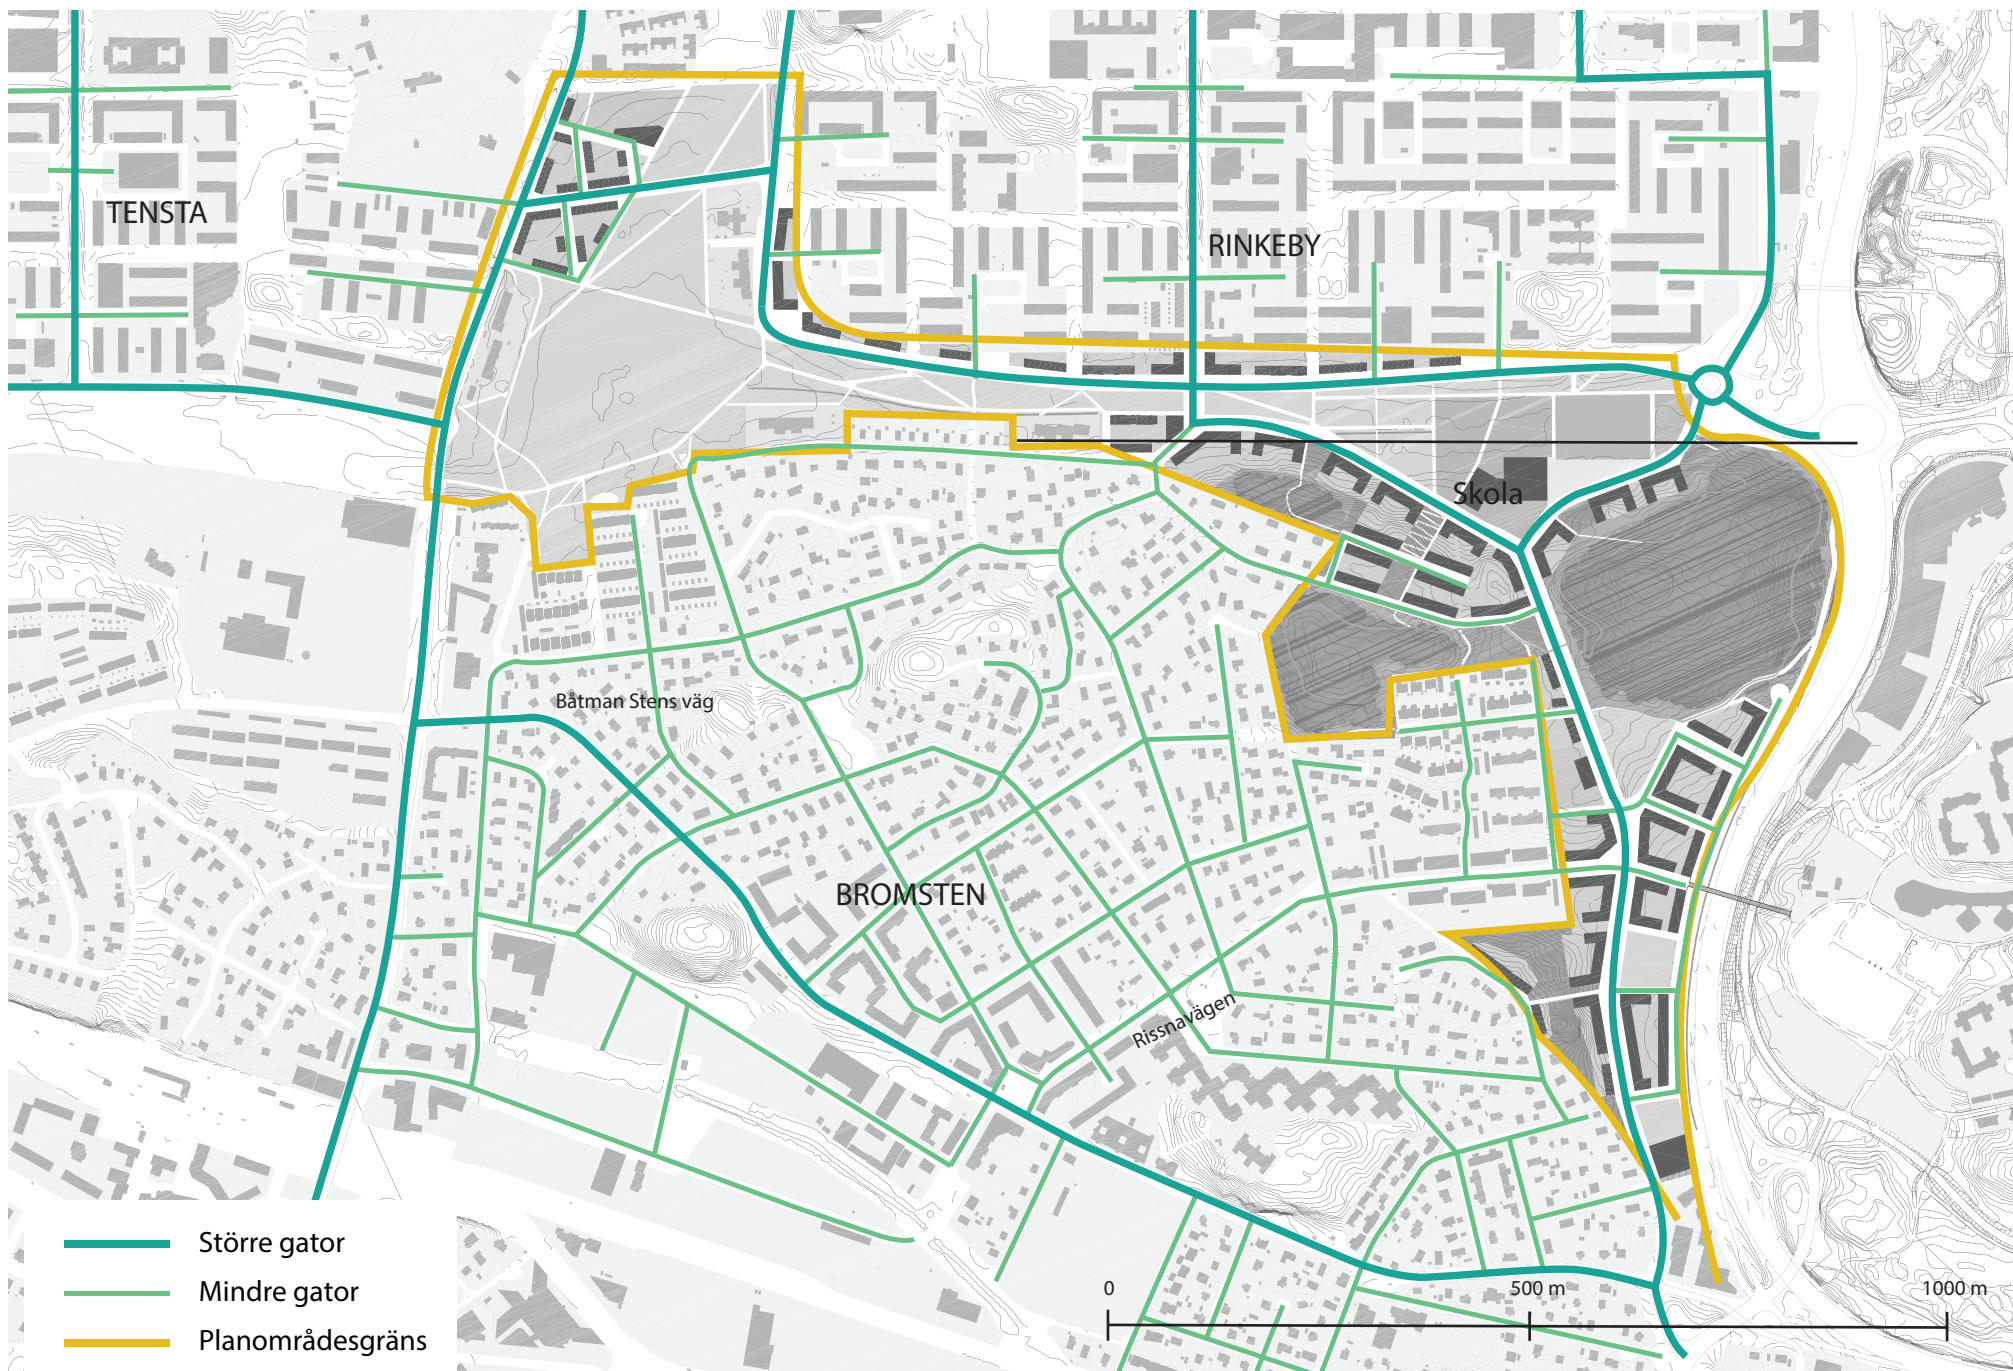 TENSTA
RINKEBY
Skola
Båtman Stens väg
BROMSTEN
Rissnavägen
Större gator
Mindre gator
Planområdesgräns
0 500 m 1000 m